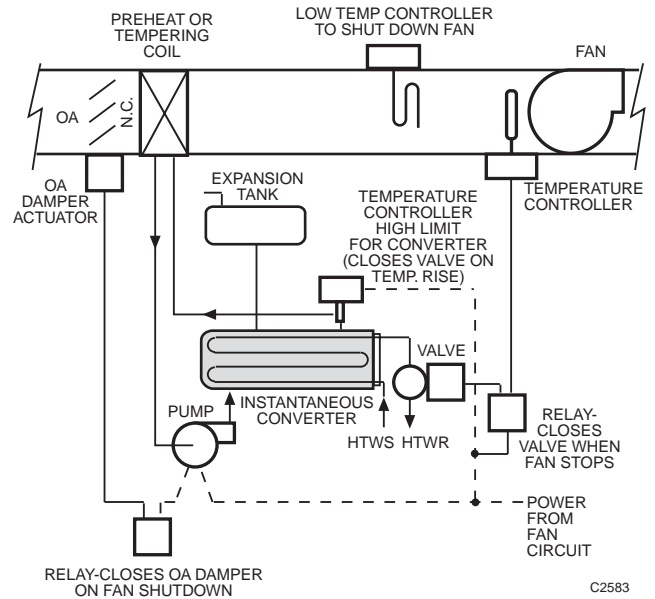 PREHEAT OR
TEMPERING
COIL
LOW TEMP CONTROLLER
TO SHUT DOWN FAN
FAN
OA
N.C.
OA
DAMPER
ACTUATOR
EXPANSION
TANK
TEMPERATURE
CONTROLLER
HIGH LIMIT
FOR CONVERTER
(CLOSES VALVE ON
TEMP. RISE)
TEMPERATURE
CONTROLLER
VALVE
PUMP
INSTANTANEOUS
CONVERTER
HTWS HTWR
RELAY-
CLOSES
VALVE WHEN
FAN STOPS
POWER
FROM
FAN
CIRCUIT
RELAY-CLOSES OA DAMPER
ON FAN SHUTDOWN
C2583